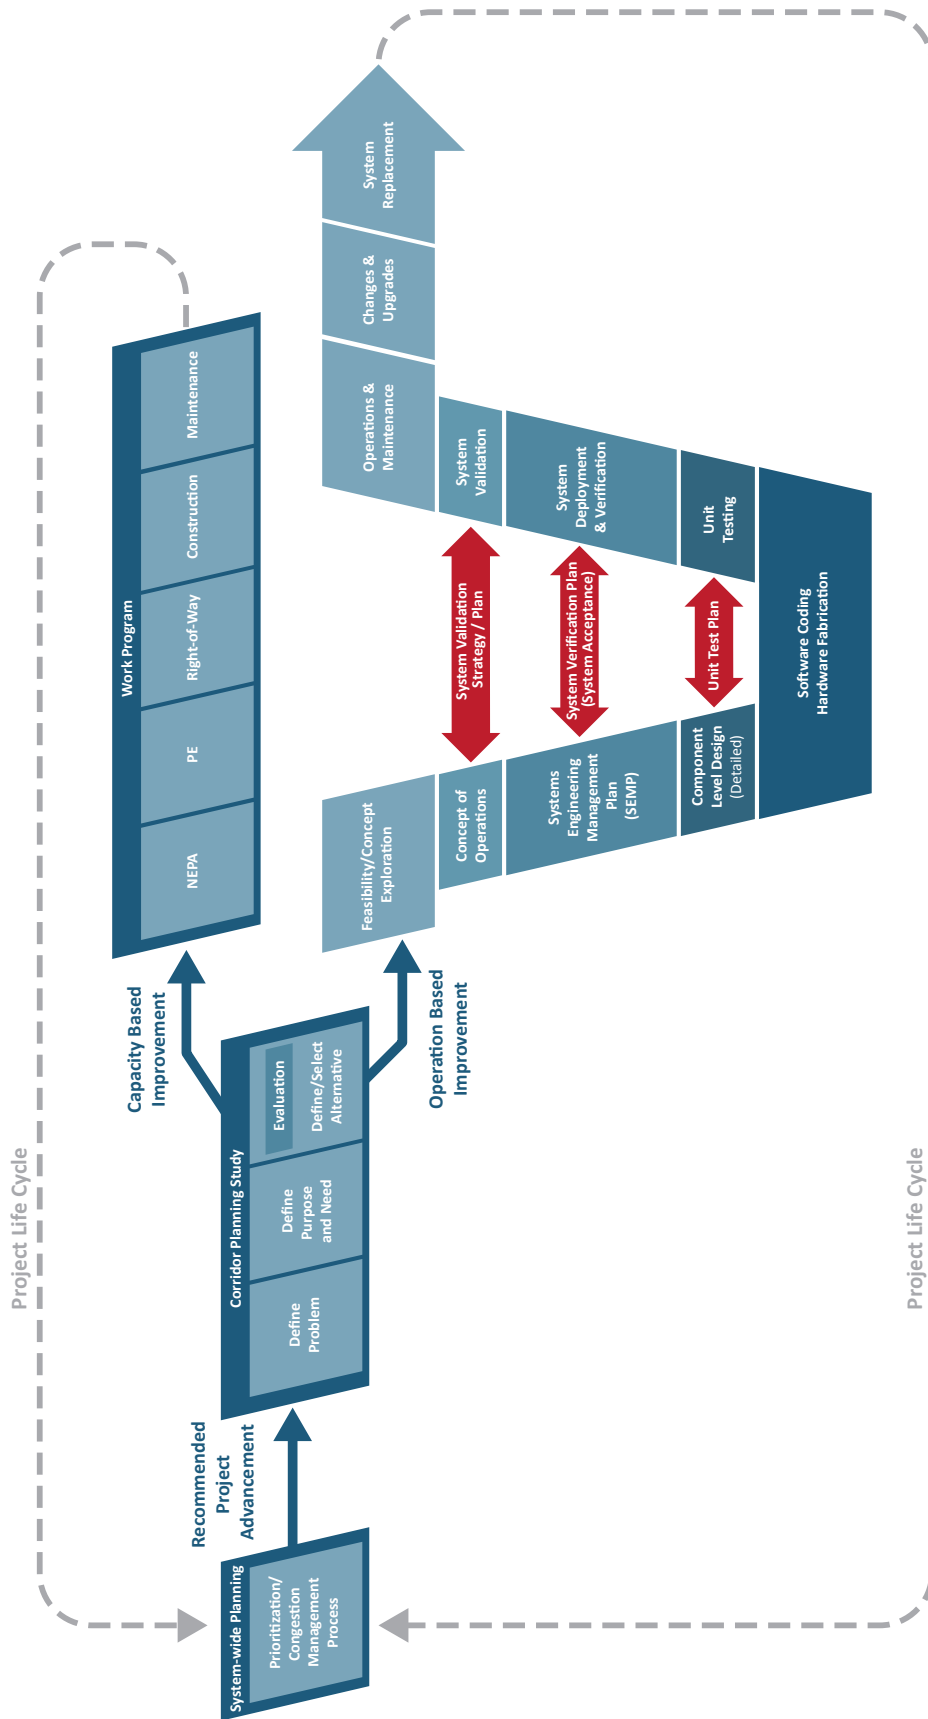 Project Life Cycle
System-wide Planning
Prioritization/
Congestion
Management
Process
Recommended
Project
Advancement
Corridor Planning Study
Define
Problem
Define
Purpose
and Need
Evaluation
Define/Select
Alternative
Capacity Based
Improvement
Operation Based
Improvement
Work Program
NEPA
PE
Right-of-Way
Construction
Maintenance
Feasibility/Concept
Exploration
Concept of
Operations
Systems
Engineering
Management
Plan
(SEMP)
Component
Level Design
(Detailed)
System Validation
Strategy / Plan
System Verification Plan
(System Acceptance)
Unit Test Plan
Software Coding
Hardware Fabrication
Unit
Testing
System
Deployment
& Verification
System
Validation
Operations &
Maintenance
Changes &
Upgrades
System
Replacement
Project Life Cycle